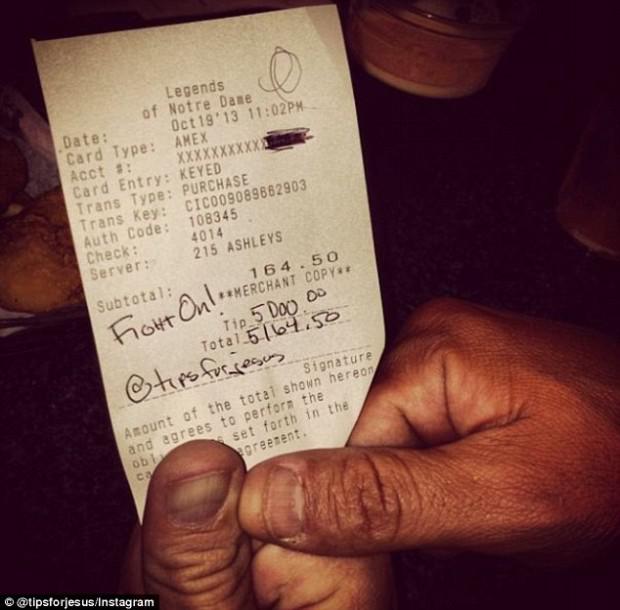 Legends
of Notre Dame
Date: Oct19'13 11:02PM
Card Type: AMEX
Acct #: XXXXXXXXXXX
Card Entry: KEYED
Trans Type: PURCHASE
Trans Key: CIC009089662903
Auth Code: 108345
Check: 4014
Server: 215 ASHLEYS
Subtotal: 164.50
Fight On! **MERCHANT COPY**
Tip 5000.00
Total 5164.50
@tipsforjesus
Signature
Amount of the total shown hereon
and agrees to perform the
set forth in the
agreement.
© @tipsforjesus/Instagram